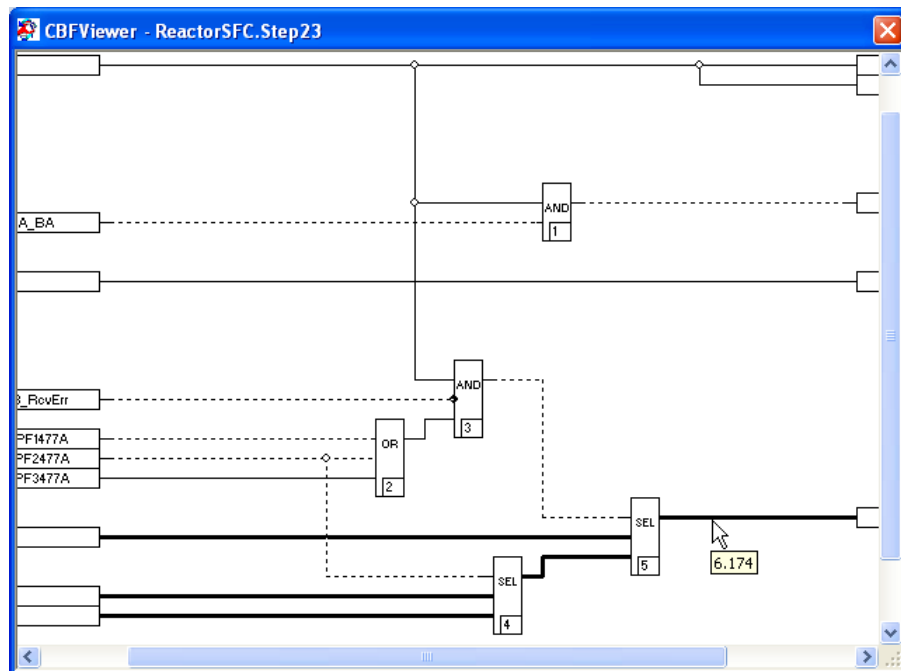 CBFViewer - ReactorSFC.Step23
AND
1
A_BA
AND
3
3_RcvErr
OR
2
PF1477A
PF2477A
PF3477A
SEL
5
6.174
SEL
4